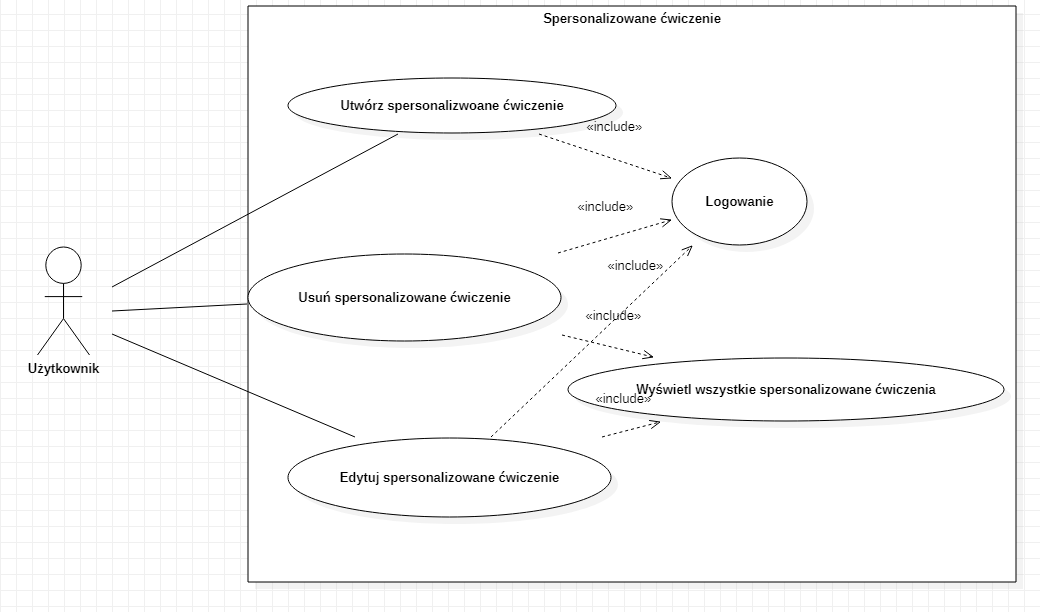 Spersonalizowane ćwiczenie
Utwórz spersonalizwoane ćwiczenie
«include»
Logowanie
«include»
«include»
Usuń spersonalizowane ćwiczenie
«include»
Użytkownik
Wyświetl wszystkie spersonalizowane ćwiczenia
«include»
Edytuj spersonalizowane ćwiczenie